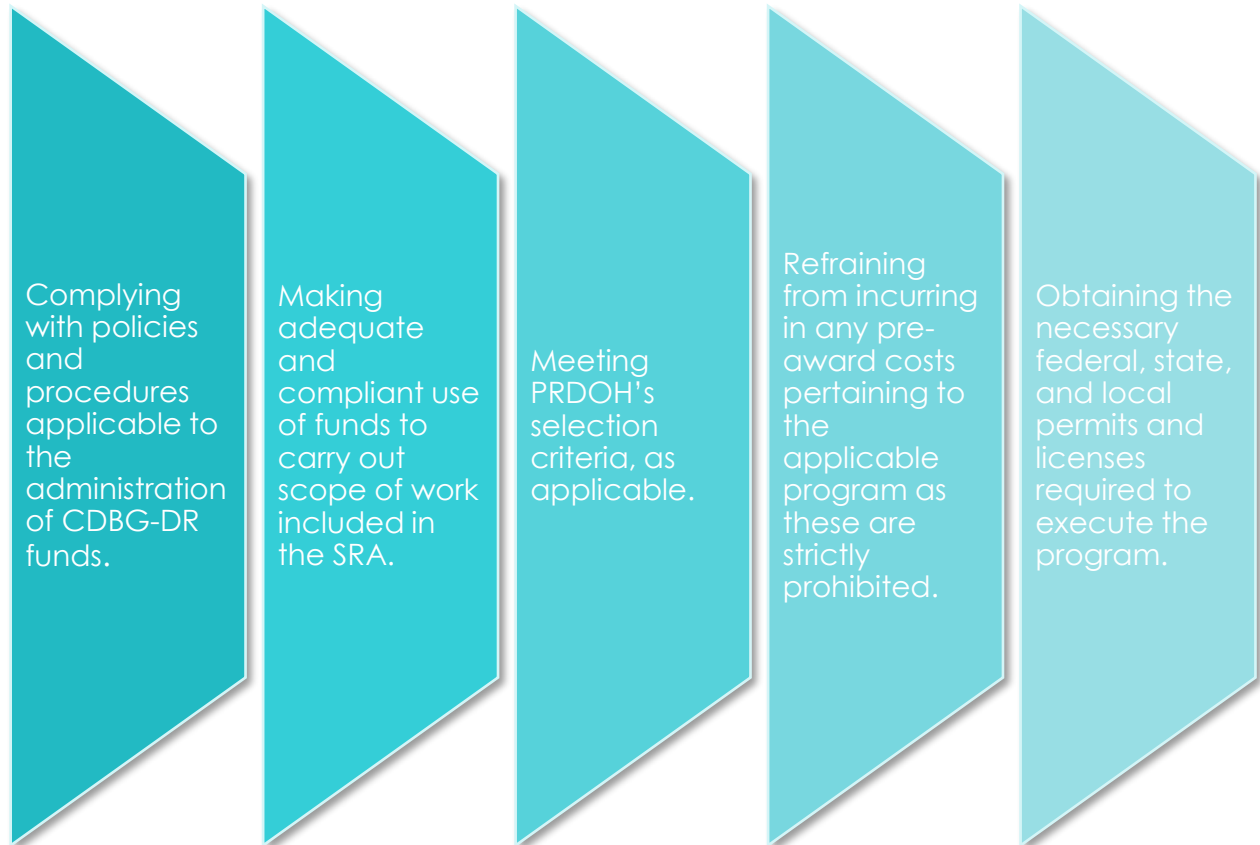 Complying
with policies
and
procedures
applicable to
the
administration
of CDBG-DR
funds.
Making
adequate
and
compliant use
of funds to
carry out
scope of work
included in
the SRA.
Meeting
PRDOH’s
selection
criteria, as
applicable.
Refraining
from incurring
in any pre-
award costs
pertaining to
the
applicable
program as
these are
strictly
prohibited.
Obtaining the
necessary
federal, state,
and local
permits and
licenses
required to
execute the
program.